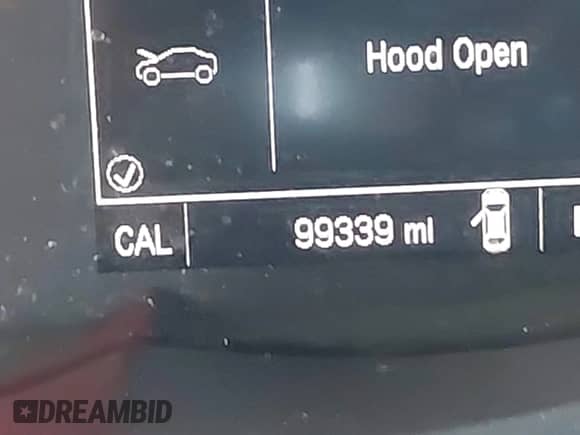 Hood Open
CAL
99339 mi
DREAMBID